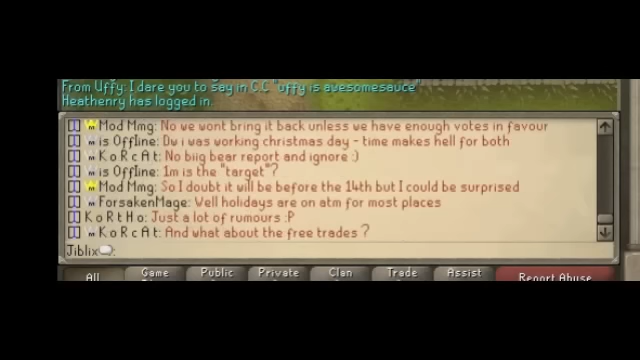 From Uffy: I dare you to say in C.C "uffy is awesomesauce"
Heathenry has logged in.
Mod Mmg: No we wont bring it back unless we have enough votes in favour
is Offline: Dw i was working christmas day - time makes hell for both
K o R c A t: No biig bear report and ignore :)
is Offline: 1m is the "target"?
Mod Mmg: So I doubt it will be before the 14th but I could be surprised
ForsakenMage: Well holidays are on atm for most places
K o R t H o: Just a lot of rumours :P
K o R c A t: And what about the free trades ?
Jiblix:
All Game Public Private Clan Trade Assist Report Abuse